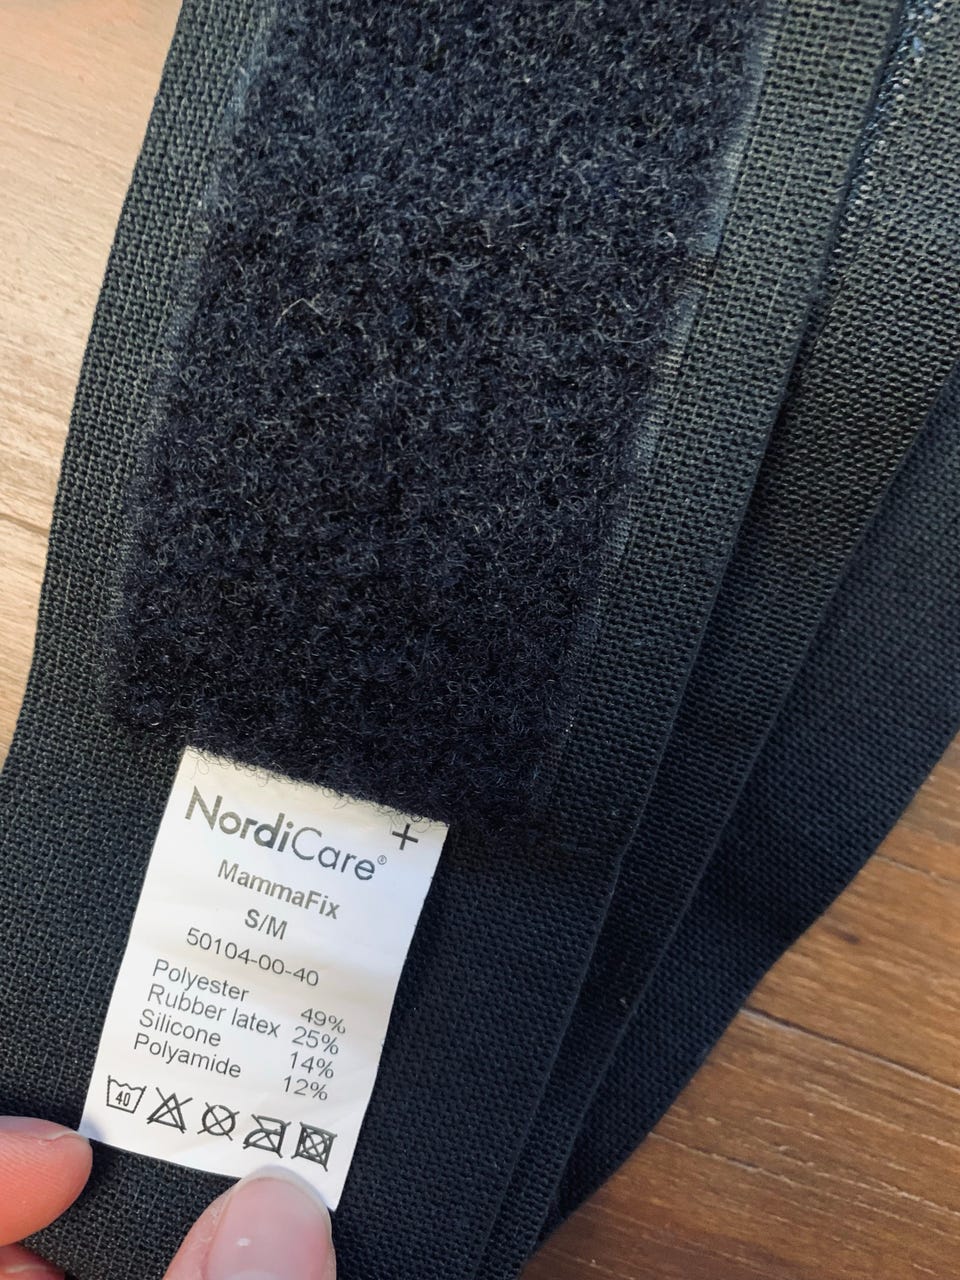 NordiCare®
+
MammaFix
S/M
50104-00-40
Polyester 49%
Rubber latex 25%
Silicone 14%
Polyamide 12%
40